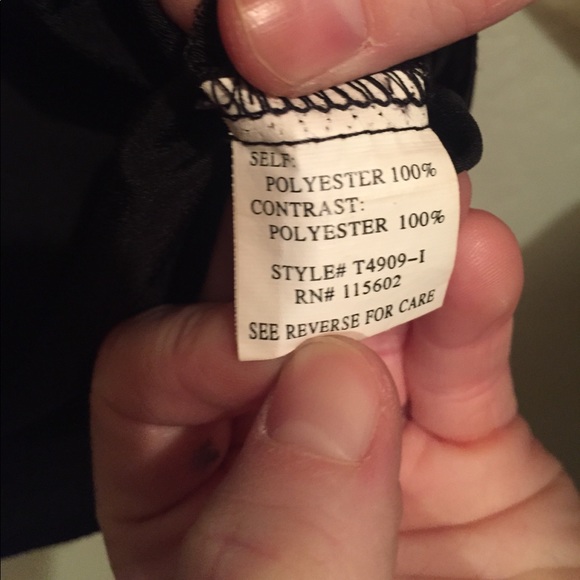 SELF:
POLYESTER 100%
CONTRAST:
POLYESTER 100%
STYLE# T4909-I
RN# 115602
SEE REVERSE FOR CARE